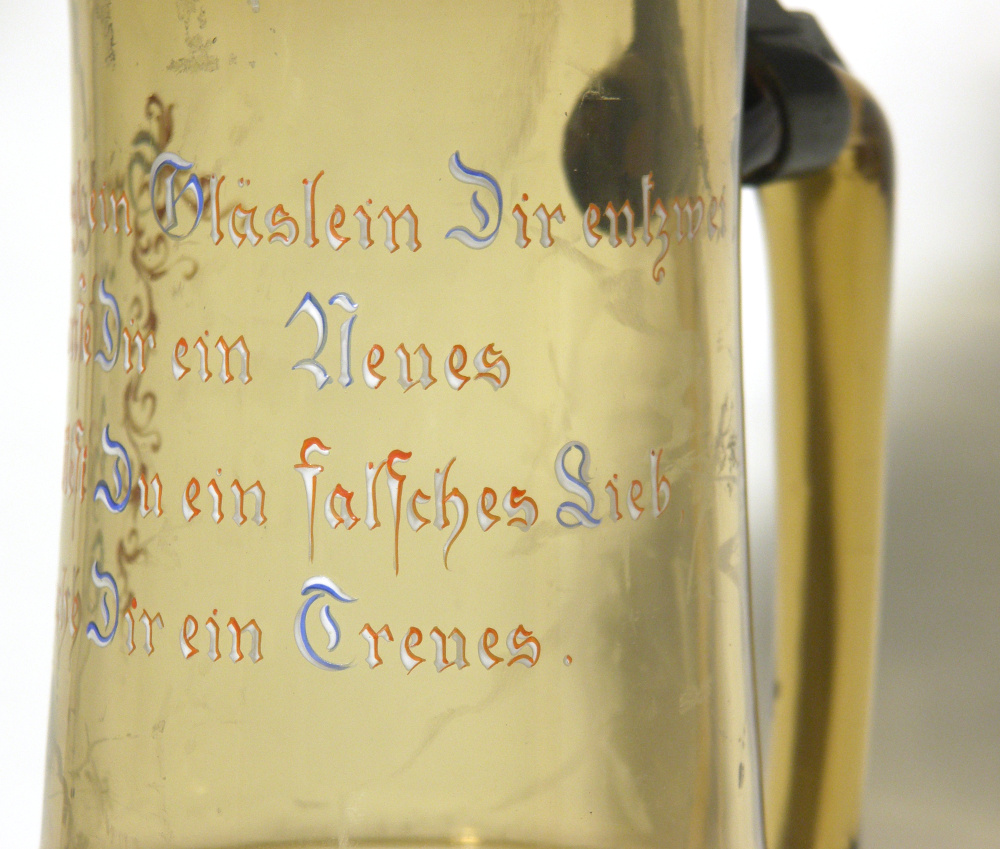 ein Gläslein Dir entzwei
Dir ein Neues
Du ein falsches Lieb
Dir ein Treues.